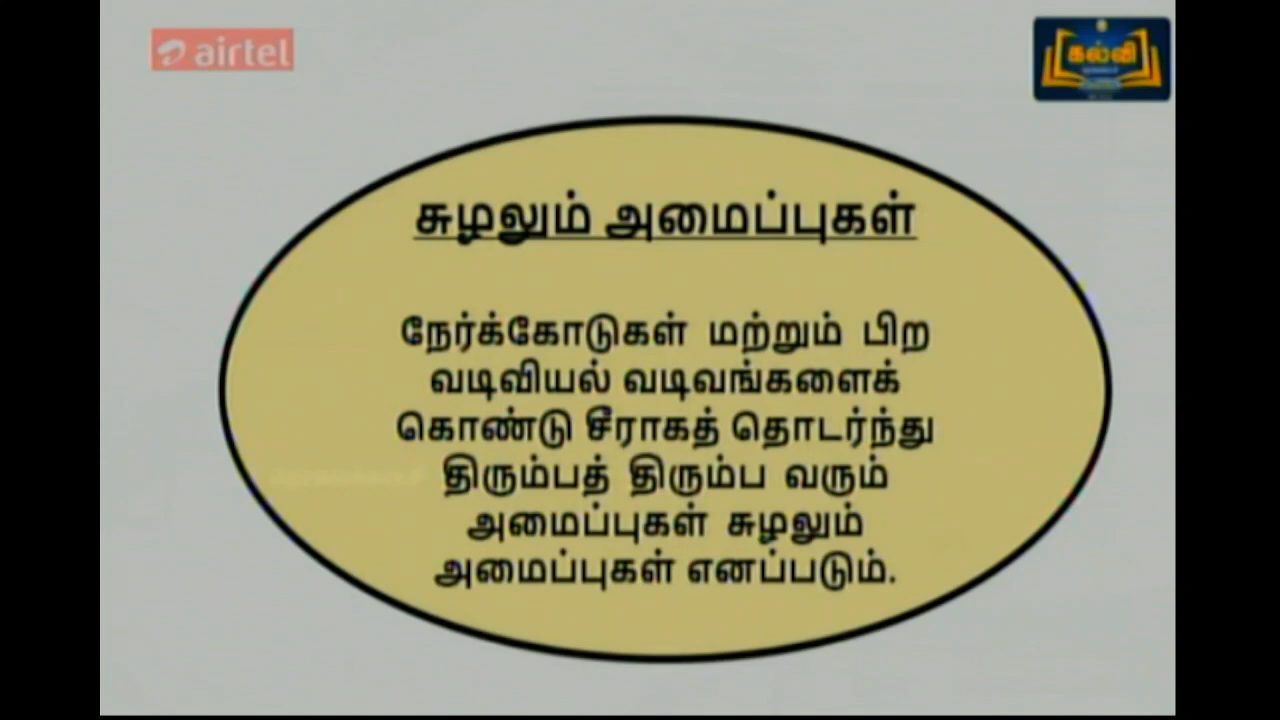 airtel
கல்வி
சுழலும் அமைப்புகள்
நேர்க்கோடுகள் மற்றும் பிற
வடிவியல் வடிவங்களைக்
கொண்டு சீராகத் தொடர்ந்து
திரும்பத் திரும்ப வரும்
அமைப்புகள் சுழலும்
அமைப்புகள் எனப்படும்.